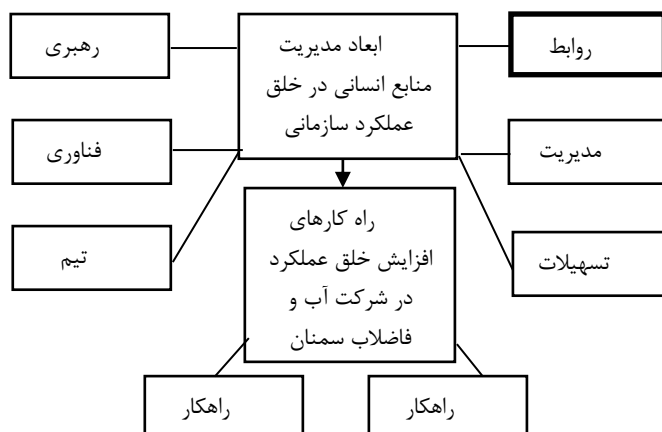 روابط
ابعاد مدیریت
منابع انسانی در خلق
عملکرد سازمانی
رهبری
مدیریت
فناوری
تسهیلات
راه کارهای
افزایش خلق عملکرد
در شرکت آب و
فاضلاب سمنان
تیم
راهکار
راهکار